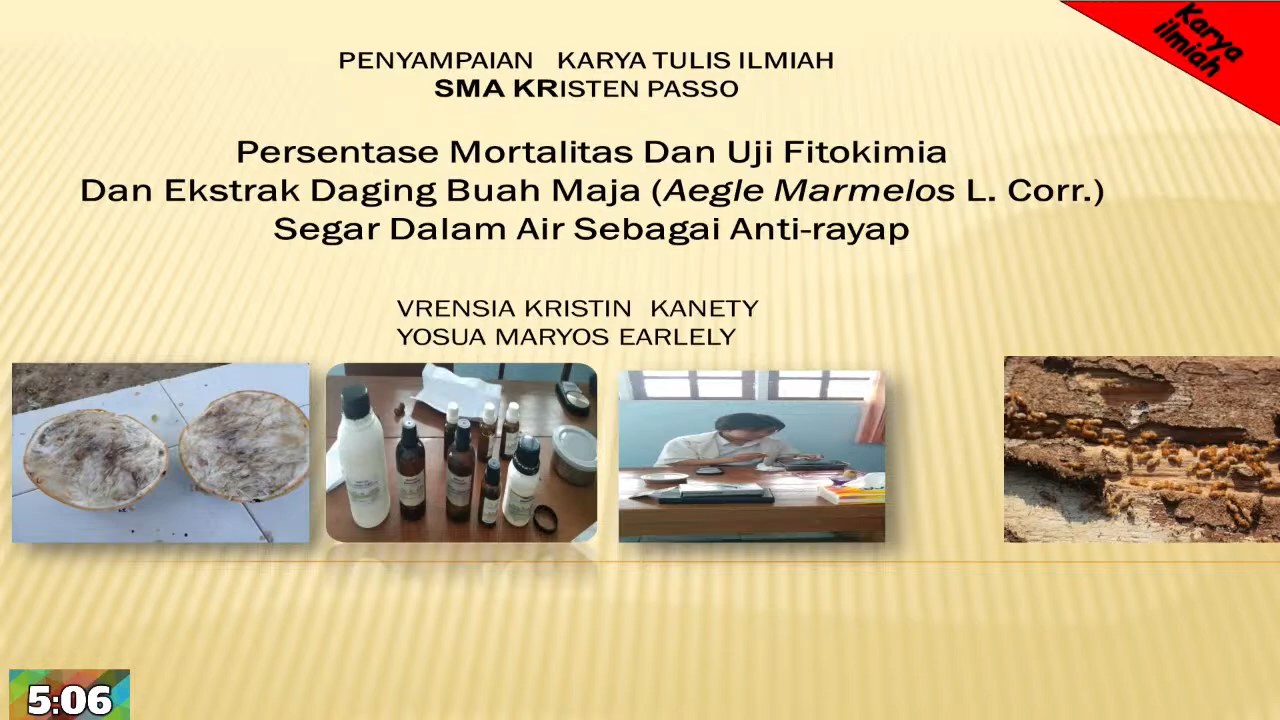 Karya
ilmiah
PENYAMPAIAN KARYA TULIS ILMIAH
SMA KRISTEN PASSO
Persentase Mortalitas Dan Uji Fitokimia
Dan Ekstrak Daging Buah Maja (Aegle Marmelos L. Corr.)
Segar Dalam Air Sebagai Anti-rayap
VRENSIA KRISTIN KANETY
YOSUA MARYOS EARLELY
5:06